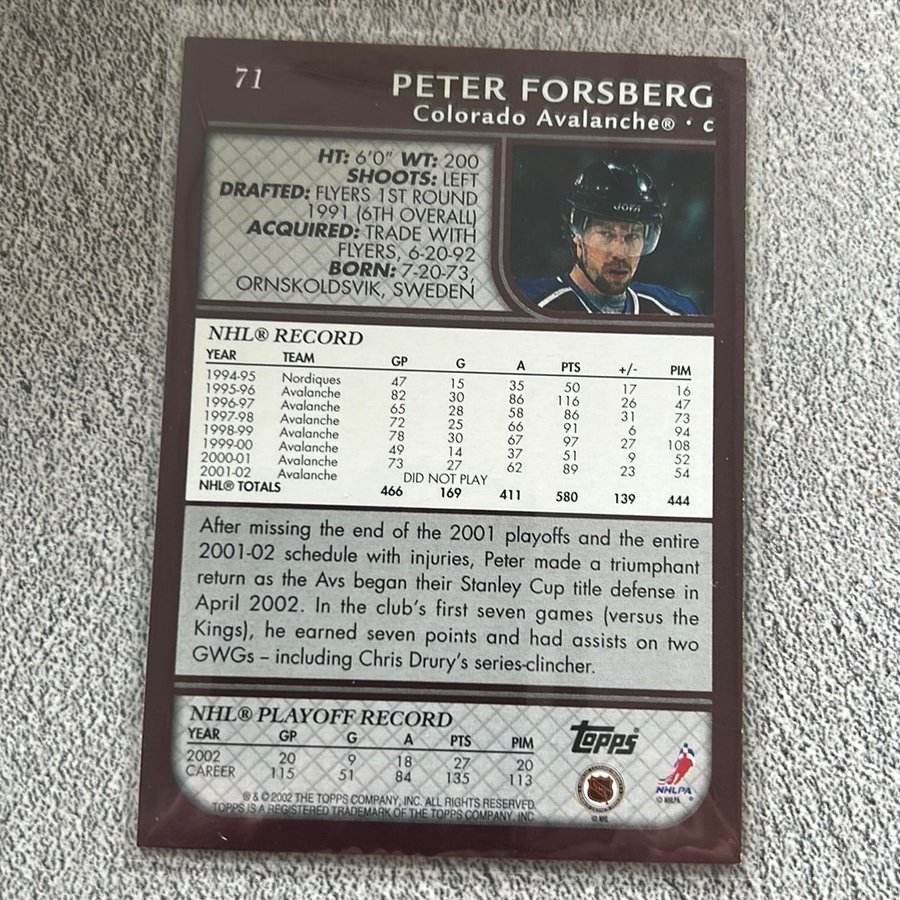 71
PETER FORSBERG
Colorado Avalanche® · C
HT: 6'0" WT: 200
SHOOTS: LEFT
DRAFTED: FLYERS 1ST ROUND
1991 (6TH OVERALL)
ACQUIRED: TRADE WITH
FLYERS, 6-20-92
BORN: 7-20-73,
ORNSKOLDSVIK, SWEDEN
JOFA
NHL® RECORD
YEAR TEAM GP G A PTS +/- PIM
1994-95 Nordiques 47 15 35 50 17 16
1995-96 Avalanche 82 30 86 116 26 47
1996-97 Avalanche 65 28 58 86 31 73
1997-98 Avalanche 72 25 66 91 6 94
1998-99 Avalanche 78 30 67 97 27 108
1999-00 Avalanche 49 14 37 51 9 52
2000-01 Avalanche 73 27 62 89 23 54
2001-02 Avalanche DID NOT PLAY
NHL® TOTALS 466 169 411 580 139 444
After missing the end of the 2001 playoffs and the entire
2001-02 schedule with injuries, Peter made a triumphant
return as the Avs began their Stanley Cup title defense in
April 2002. In the club's first seven games (versus the
Kings), he earned seven points and had assists on two
GWGs – including Chris Drury's series-clincher.
NHL® PLAYOFF RECORD
YEAR GP G A PTS PIM
2002 20 9 18 27 20
CAREER 115 51 84 135 113
® & © 2002 THE TOPPS COMPANY, INC. ALL RIGHTS RESERVED.
TOPPS IS A REGISTERED TRADEMARK OF THE TOPPS COMPANY, INC
Topps®
© NHL
NHLPA
© NHLPA